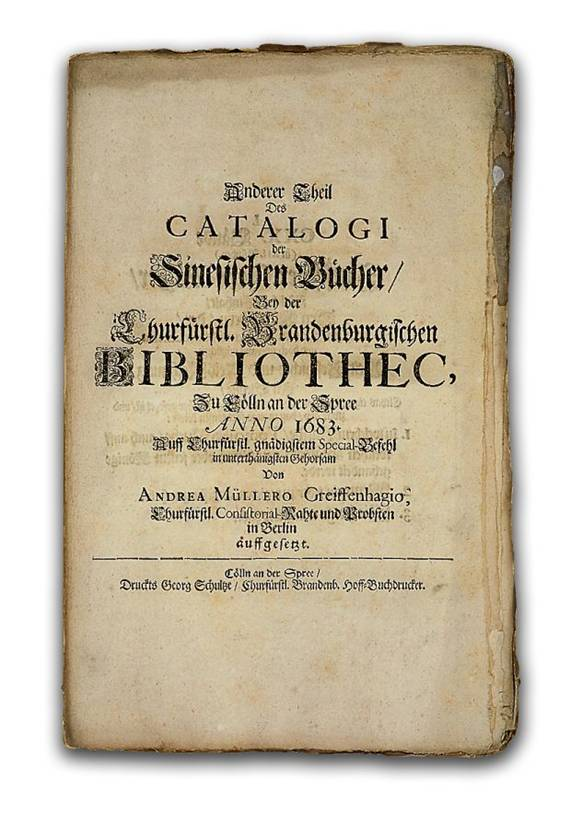 Anderer Theil
Des
CATALOGI
der
Sinesischen Bücher/
Bey der
Churfürstl. Brandenburgischen
BIBLIOTHEC,
Zu Cölln an der Spree
ANNO 1683.
Auff Churfürstl. gnädigstem Special-Befehl
in unterthänigsten Gehorsam
Von
ANDREA MÜLLERO Greiffenhagio,
Churfürstl. Consistorial-Rahte und Probsten
in Berlin
auffgesetzt.
Cölln an der Spree/
Druckts Georg Schultze/ Churfürstl. Brandenb. Hoff-Buchdrucker.